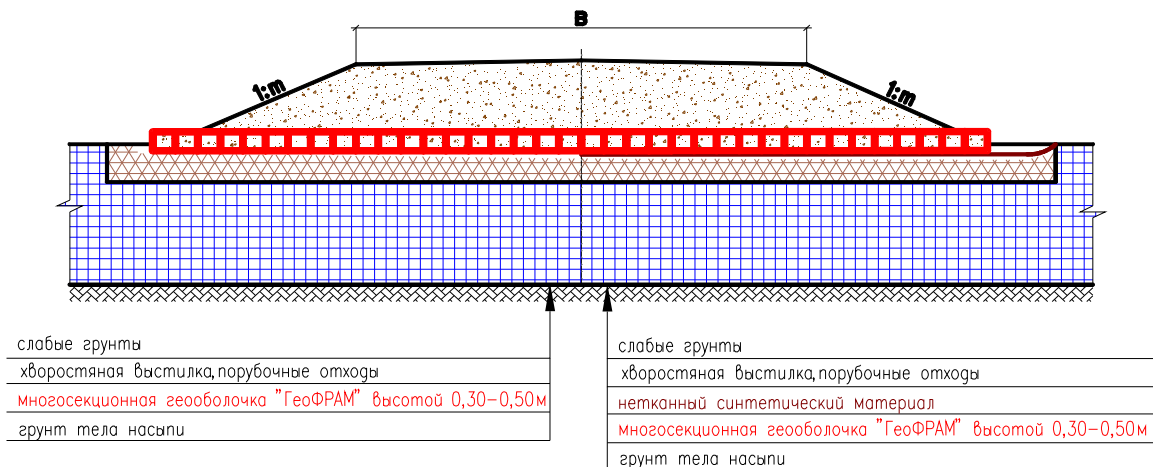 В
1:m
1:m
слабые грунты
хворостяная выстилка, порубочные отходы
многосекционная геооболочка "ГеоФРАМ" высотой 0,30-0,50м
грунт тела насыпи
слабые грунты
хворостяная выстилка, порубочные отходы
нетканный синтетический материал
многосекционная геооболочка "ГеоФРАМ" высотой 0,30-0,50м
грунт тела насыпи